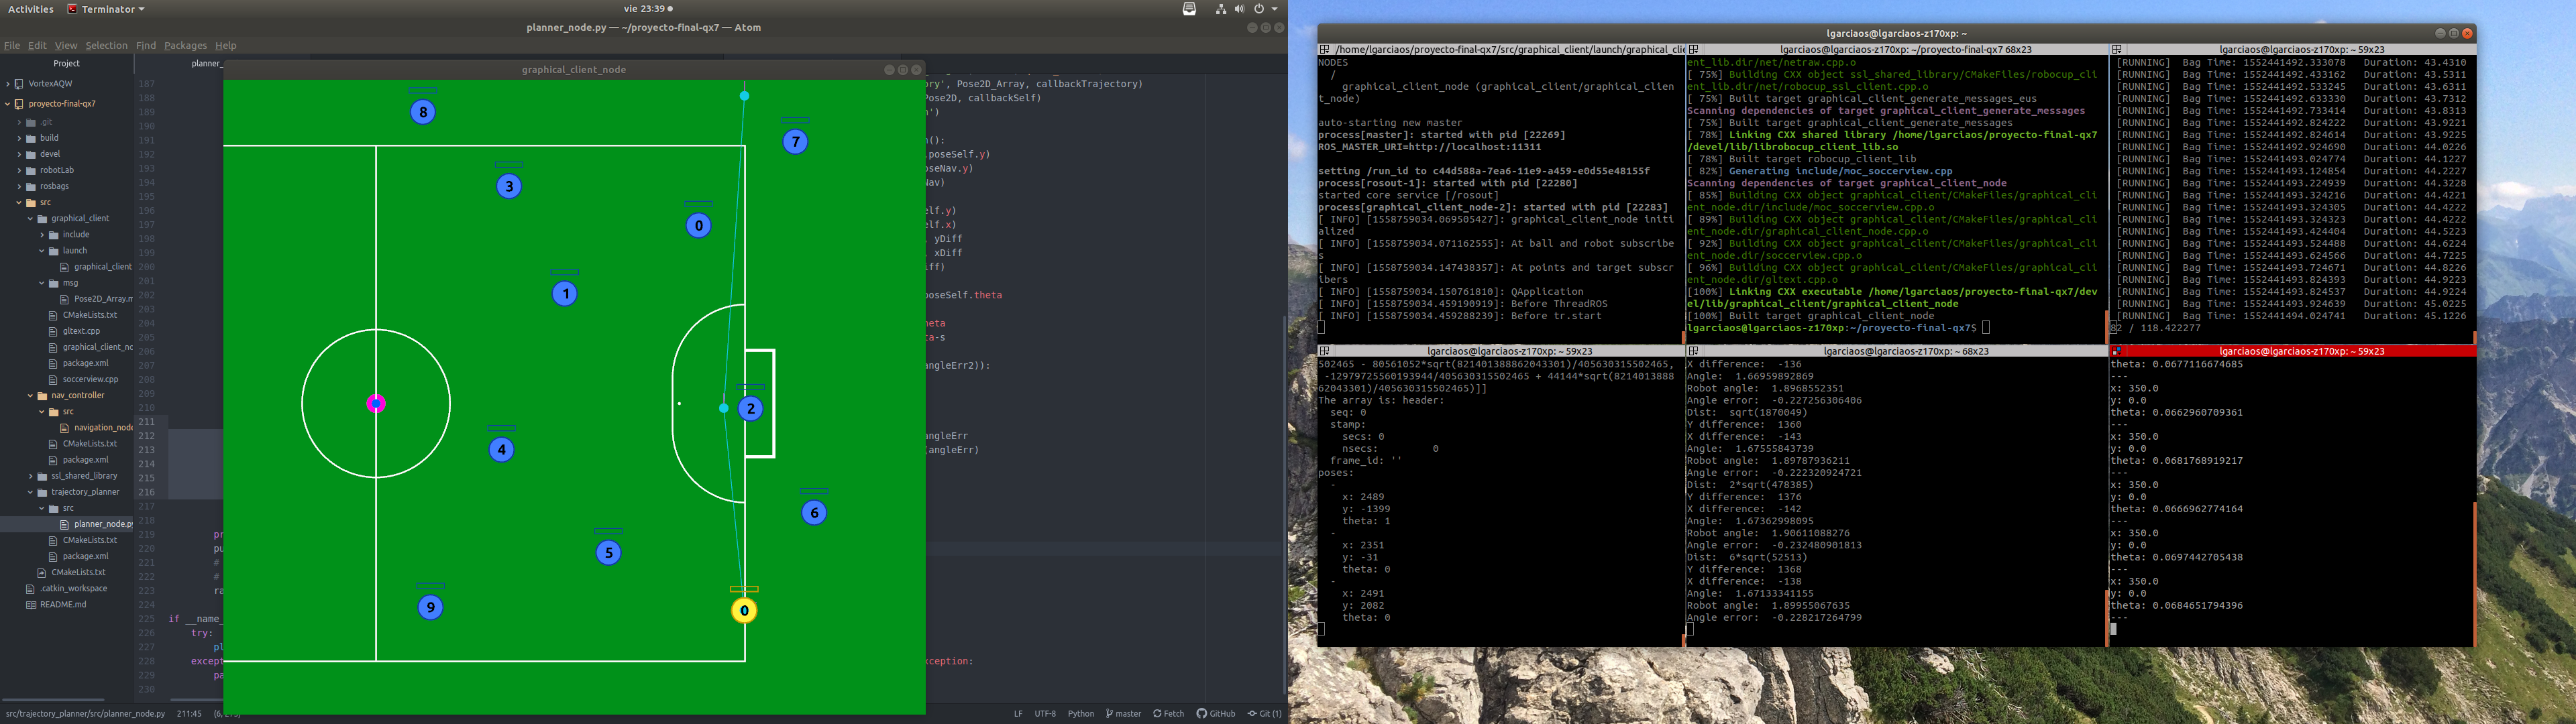 Activities
Terminator
vie 23:39
planner_node.py — ~/proyecto-final-qx7 — Atom
File Edit View Selection Find Packages Help
Project
planner_
VortexAQW
proyecto-final-qx7
.git
build
devel
robotLab
rosbags
src
graphical_client
include
launch
graphical_client
msg
Pose2D_Array.m
CMakeLists.txt
gltext.cpp
graphical_client_no
package.xml
soccerview.cpp
nav_controller
src
navigation_node
CMakeLists.txt
package.xml
ssl_shared_library
trajectory_planner
src
planner_node.py
CMakeLists.txt
package.xml
CMakeLists.txt
.catkin_workspace
README.md
187
188
189
190
191
192
193
194
195
196
197
198
199
200
201
202
203
204
205
206
207
208
209
210
211
212
213
214
215
216
217
218
219
220
221
222
223
224
225
226
227
228
229
230
pr
pu
#
#
ra
if __name_
try:
pl
except
pa
graphical_client_node
8
7
3
0
1
2
4
6
5
9
0
ory', Pose2D_Array, callbackTrajectory)
Pose2D, callbackSelf)
n')
n():
.poseSelf.y)
oseNav.y)
Nav)
elf.y)
elf.x)
, yDiff
, xDiff
iff)
poseSelf.theta
heta
ta-s
angleErr2)):
angleErr
(angleErr)
xception:
src/trajectory_planner/src/planner_node.py 211:45
LF UTF-8 Python master Fetch GitHub Git (1)
lgarciaos@lgarciaos-z170xp: ~
/home/lgarciaos/proyecto-final-qx7/src/graphical_client/launch/graphical_clie
NODES
/
graphical_client_node (graphical_client/graphical_clien
t_node)
auto-starting new master
process[master]: started with pid [22269]
ROS_MASTER_URI=http://localhost:11311
setting /run_id to c44d588a-7ea6-11e9-a459-e0d55e48155f
process[rosout-1]: started with pid [22280]
started core service [/rosout]
process[graphical_client_node-2]: started with pid [22283]
[ INFO] [1558759034.069505427]: graphical_client_node initi
alized
[ INFO] [1558759034.071162555]: At ball and robot subscribe
s
[ INFO] [1558759034.147438357]: At points and target subscr
ibers
[ INFO] [1558759034.150761810]: QApplication
[ INFO] [1558759034.459190919]: Before ThreadROS
[ INFO] [1558759034.459288239]: Before tr.start
lgarciaos@lgarciaos-z170xp: ~/proyecto-final-qx7 68x23
ent_lib.dir/net/netraw.cpp.o
[ 75%] Building CXX object ssl_shared_library/CMakeFiles/robocup_cli
ent_lib.dir/net/robocup_ssl_client.cpp.o
[ 75%] Built target graphical_client_generate_messages_eus
Scanning dependencies of target graphical_client_generate_messages
[ 75%] Built target graphical_client_generate_messages
[ 78%] Linking CXX shared library /home/lgarciaos/proyecto-final-qx7
/devel/lib/librobocup_client_lib.so
[ 78%] Built target robocup_client_lib
[ 82%] Generating include/moc_soccerview.cpp
Scanning dependencies of target graphical_client_node
[ 85%] Building CXX object graphical_client/CMakeFiles/graphical_cli
ent_node.dir/include/moc_soccerview.cpp.o
[ 89%] Building CXX object graphical_client/CMakeFiles/graphical_cli
ent_node.dir/graphical_client_node.cpp.o
[ 92%] Building CXX object graphical_client/CMakeFiles/graphical_cli
ent_node.dir/soccerview.cpp.o
[ 96%] Building CXX object graphical_client/CMakeFiles/graphical_cli
ent_node.dir/gltext.cpp.o
[100%] Linking CXX executable /home/lgarciaos/proyecto-final-qx7/dev
el/lib/graphical_client/graphical_client_node
[100%] Built target graphical_client_node
lgarciaos@lgarciaos-z170xp:~/proyecto-final-qx7$
lgarciaos@lgarciaos-z170xp: ~ 59x23
[RUNNING] Bag Time: 1552441492.333078 Duration: 43.4310
[RUNNING] Bag Time: 1552441492.433162 Duration: 43.5311
[RUNNING] Bag Time: 1552441492.533245 Duration: 43.6311
[RUNNING] Bag Time: 1552441492.633330 Duration: 43.7312
[RUNNING] Bag Time: 1552441492.733414 Duration: 43.8313
[RUNNING] Bag Time: 1552441492.824222 Duration: 43.9221
[RUNNING] Bag Time: 1552441492.824614 Duration: 43.9225
[RUNNING] Bag Time: 1552441492.924690 Duration: 44.0226
[RUNNING] Bag Time: 1552441493.024774 Duration: 44.1227
[RUNNING] Bag Time: 1552441493.124854 Duration: 44.2227
[RUNNING] Bag Time: 1552441493.224939 Duration: 44.3228
[RUNNING] Bag Time: 1552441493.324216 Duration: 44.4221
[RUNNING] Bag Time: 1552441493.324305 Duration: 44.4222
[RUNNING] Bag Time: 1552441493.324323 Duration: 44.4222
[RUNNING] Bag Time: 1552441493.424404 Duration: 44.5223
[RUNNING] Bag Time: 1552441493.524488 Duration: 44.6224
[RUNNING] Bag Time: 1552441493.624566 Duration: 44.7225
[RUNNING] Bag Time: 1552441493.724671 Duration: 44.8226
[RUNNING] Bag Time: 1552441493.824393 Duration: 44.9223
[RUNNING] Bag Time: 1552441493.824537 Duration: 44.9224
[RUNNING] Bag Time: 1552441493.924639 Duration: 45.0225
[RUNNING] Bag Time: 1552441494.024741 Duration: 45.1226
82 / 118.422277
lgarciaos@lgarciaos-z170xp: ~ 59x23
502465 - 80561052*sqrt(821401388862043301)/405630315502465,
-12979725560193944/405630315502465 + 44144*sqrt(8214013888
62043301)/405630315502465)]]
The array is: header:
seq: 0
stamp:
secs: 0
nsecs: 0
frame_id: ''
poses:
-
x: 2489
y: -1399
theta: 1
-
x: 2351
y: -31
theta: 0
-
x: 2491
y: 2082
theta: 0
lgarciaos@lgarciaos-z170xp: ~ 68x23
X difference: -136
Angle: 1.66959892869
Robot angle: 1.8968552351
Angle error: -0.227256306406
Dist: sqrt(1870049)
Y difference: 1360
X difference: -143
Angle: 1.67555843739
Robot angle: 1.89787936211
Angle error: -0.222320924721
Dist: 2*sqrt(478385)
Y difference: 1376
X difference: -142
Angle: 1.67362998095
Robot angle: 1.90611088276
Angle error: -0.232480901813
Dist: 6*sqrt(52513)
Y difference: 1368
X difference: -138
Angle: 1.67133341155
Robot angle: 1.89955067635
Angle error: -0.228217264799
lgarciaos@lgarciaos-z170xp: ~ 59x23
theta: 0.0677116674685
---
x: 350.0
y: 0.0
theta: 0.0662960709361
---
x: 350.0
y: 0.0
theta: 0.0681768919217
---
x: 350.0
y: 0.0
theta: 0.0666962774164
---
x: 350.0
y: 0.0
theta: 0.0697442705438
---
x: 350.0
y: 0.0
theta: 0.0684651794396
---